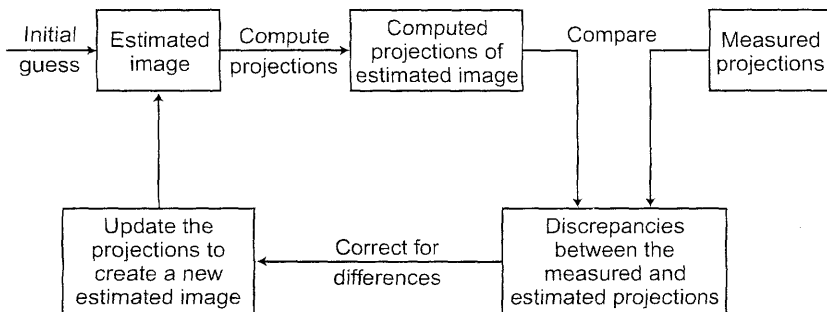 Initial
guess
Estimated
image
Compute
projections
Computed
projections of
estimated image
Compare
Measured
projections
Update the
projections to
create a new
estimated image
Correct for
differences
Discrepancies
between the
measured and
estimated projections